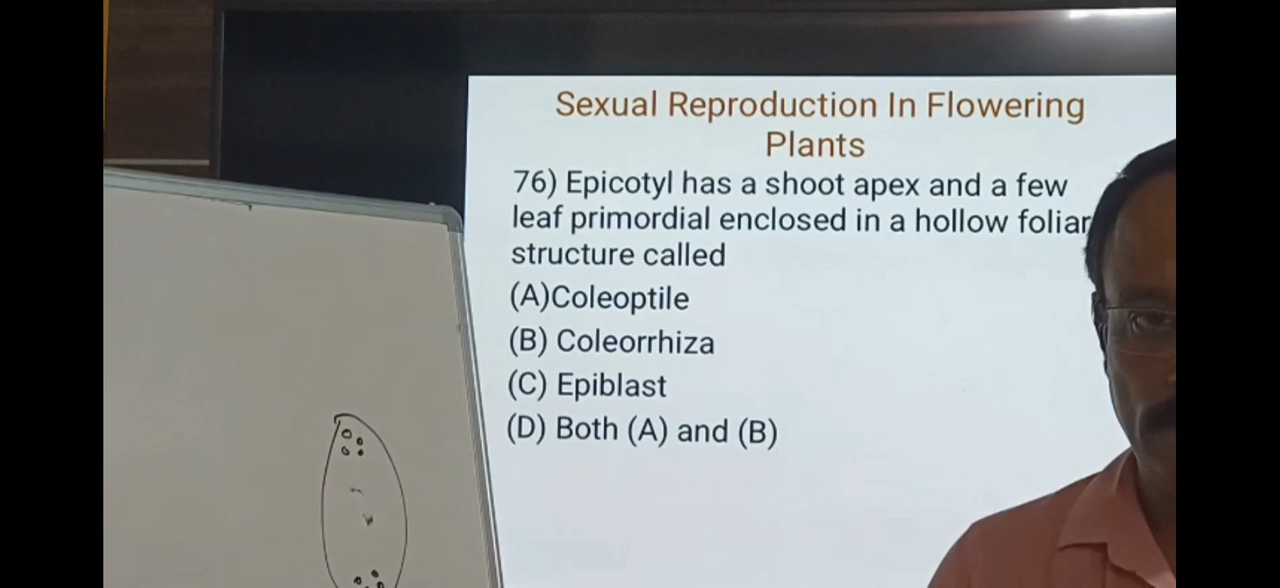 Sexual Reproduction In Flowering
Plants
76) Epicotyl has a shoot apex and a few
leaf primordial enclosed in a hollow foliar
structure called
(A)Coleoptile
(B) Coleorrhiza
(C) Epiblast
(D) Both (A) and (B)